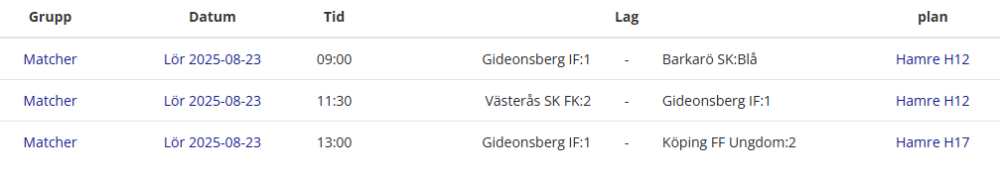 Grupp Datum Tid Lag plan
Matcher Lör 2025-08-23 09:00 Gideonsberg IF:1 - Barkarö SK:Blå Hamre H12
Matcher Lör 2025-08-23 11:30 Västerås SK FK:2 - Gideonsberg IF:1 Hamre H12
Matcher Lör 2025-08-23 13:00 Gideonsberg IF:1 - Köping FF Ungdom:2 Hamre H17